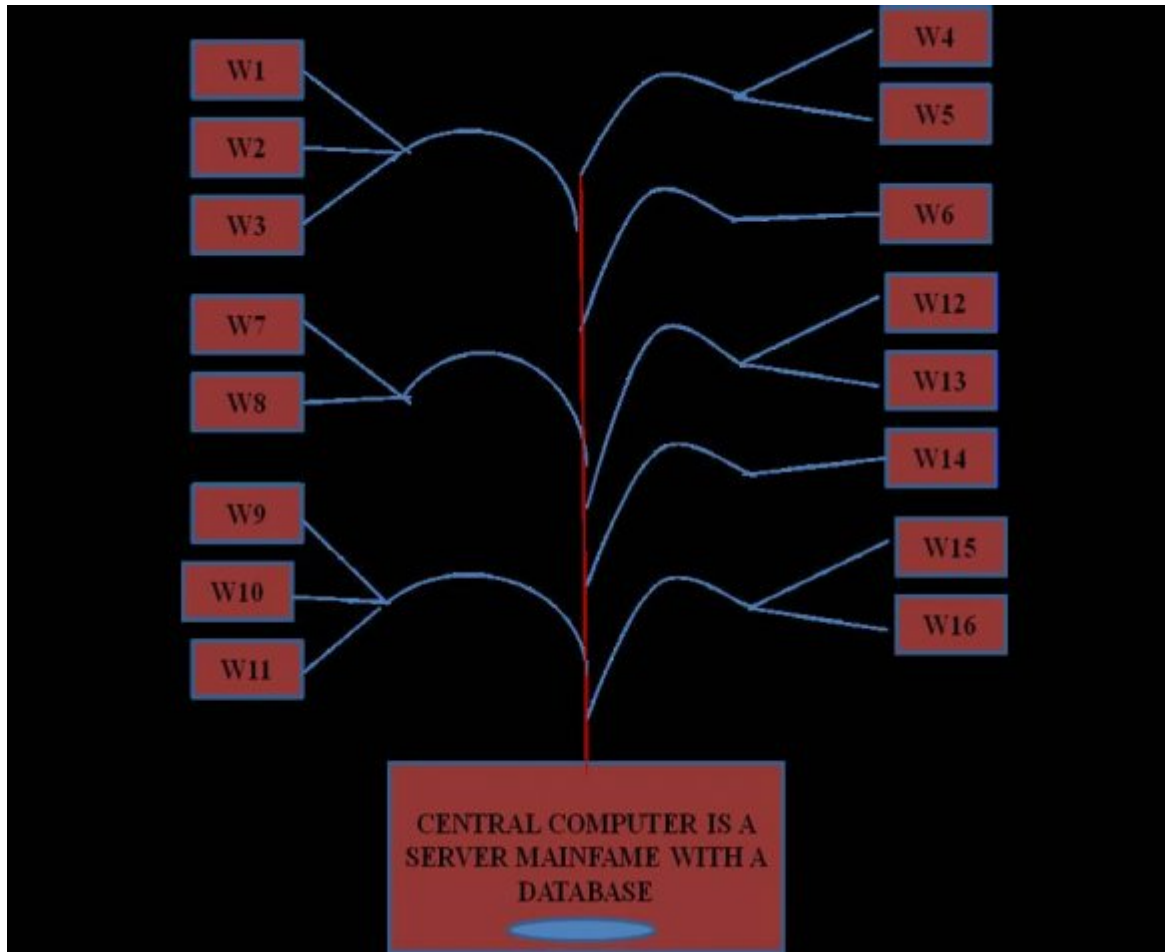 W1
W2
W3
W7
W8
W9
W10
W11
W4
W5
W6
W12
W13
W14
W15
W16
CENTRAL COMPUTER IS A
SERVER MAINFAME WITH A
DATABASE